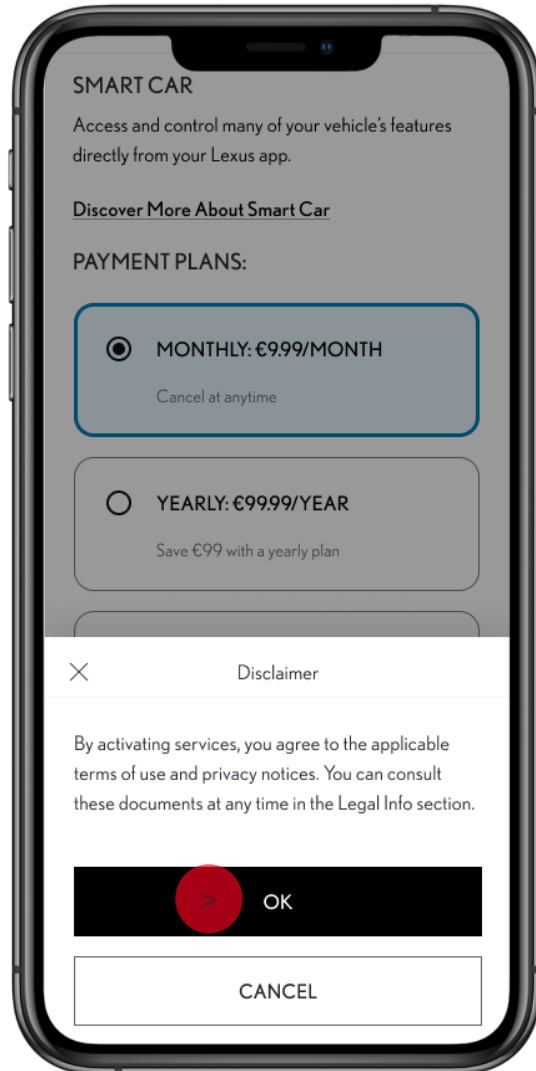 SMART CAR
Access and control many of your vehicle's features
directly from your Lexus app.
Discover More About Smart Car
PAYMENT PLANS:
MONTHLY: €9.99/MONTH
Cancel at anytime
YEARLY: €99.99/YEAR
Save €99 with a yearly plan
Disclaimer
By activating services, you agree to the applicable
terms of use and privacy notices. You can consult
these documents at any time in the Legal Info section.
> OK
CANCEL